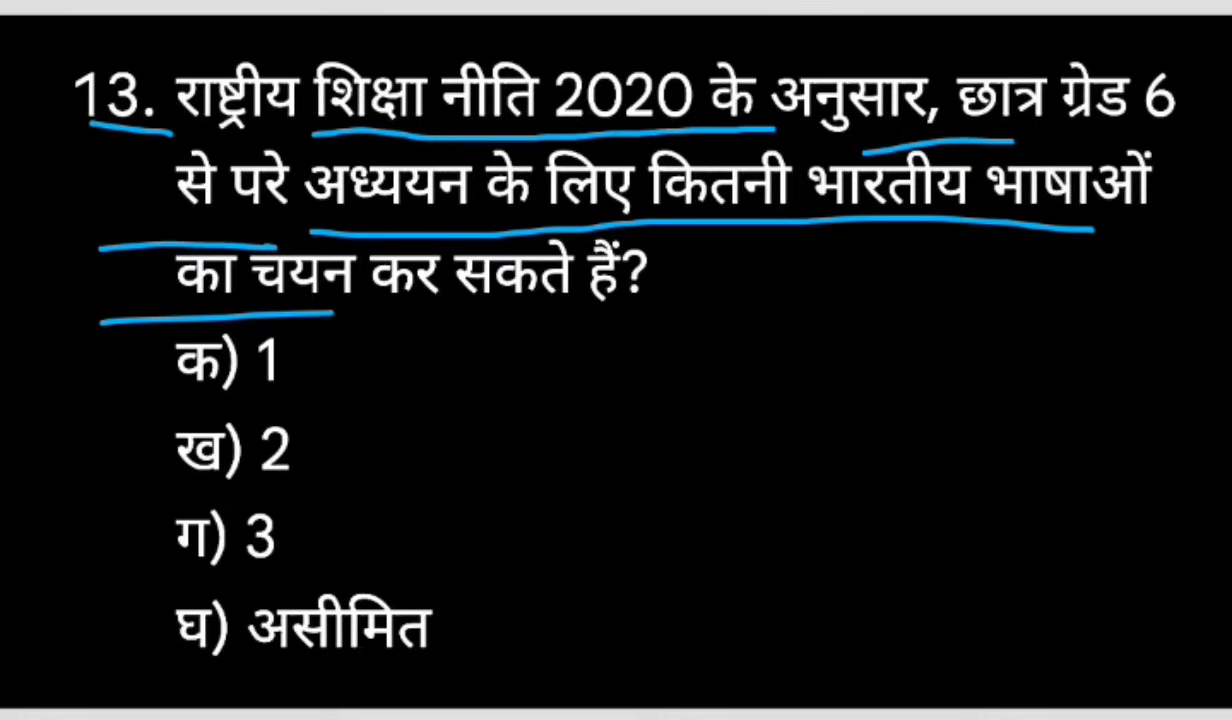 13. राष्ट्रीय शिक्षा नीति 2020 के अनुसार, छात्र ग्रेड 6
से परे अध्ययन के लिए कितनी भारतीय भाषाओं
का चयन कर सकते हैं?
क) 1
ख) 2
ग) 3
घ) असीमित